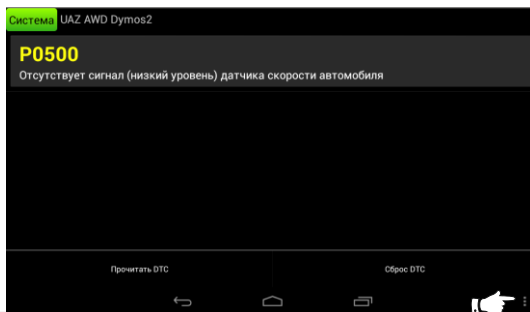 Система UAZ AWD Dymos2
P0500
Отсутствует сигнал (низкий уровень) датчика скорости автомобиля
Прочитать DTC Сброс DTC